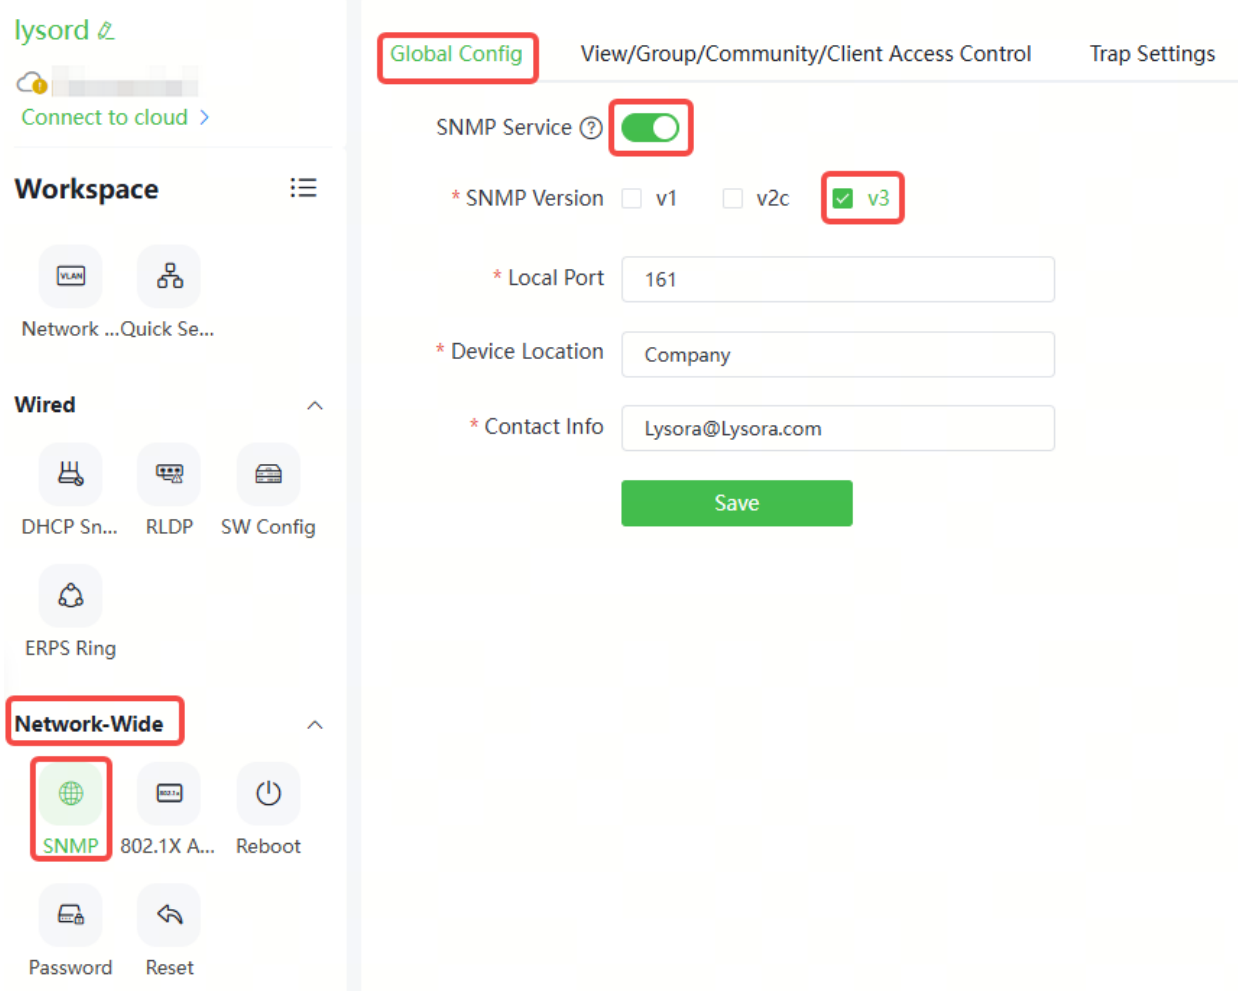 lysord
Connect to cloud >
Workspace
VLAN
Network ... Quick Se...
Wired
DHCP Sn... RLDP SW Config
ERPS Ring
Network-Wide
802.1x
SNMP 802.1X A... Reboot
Password Reset
Global Config View/Group/Community/Client Access Control Trap Settings
SNMP Service ?
* SNMP Version v1 v2c v3
* Local Port 161
* Device Location Company
* Contact Info Lysora@Lysora.com
Save